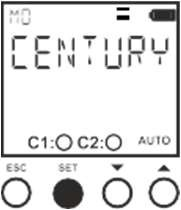 MO
CENTURY
C1: C2: AUTO
ESC SET ▼ ▲